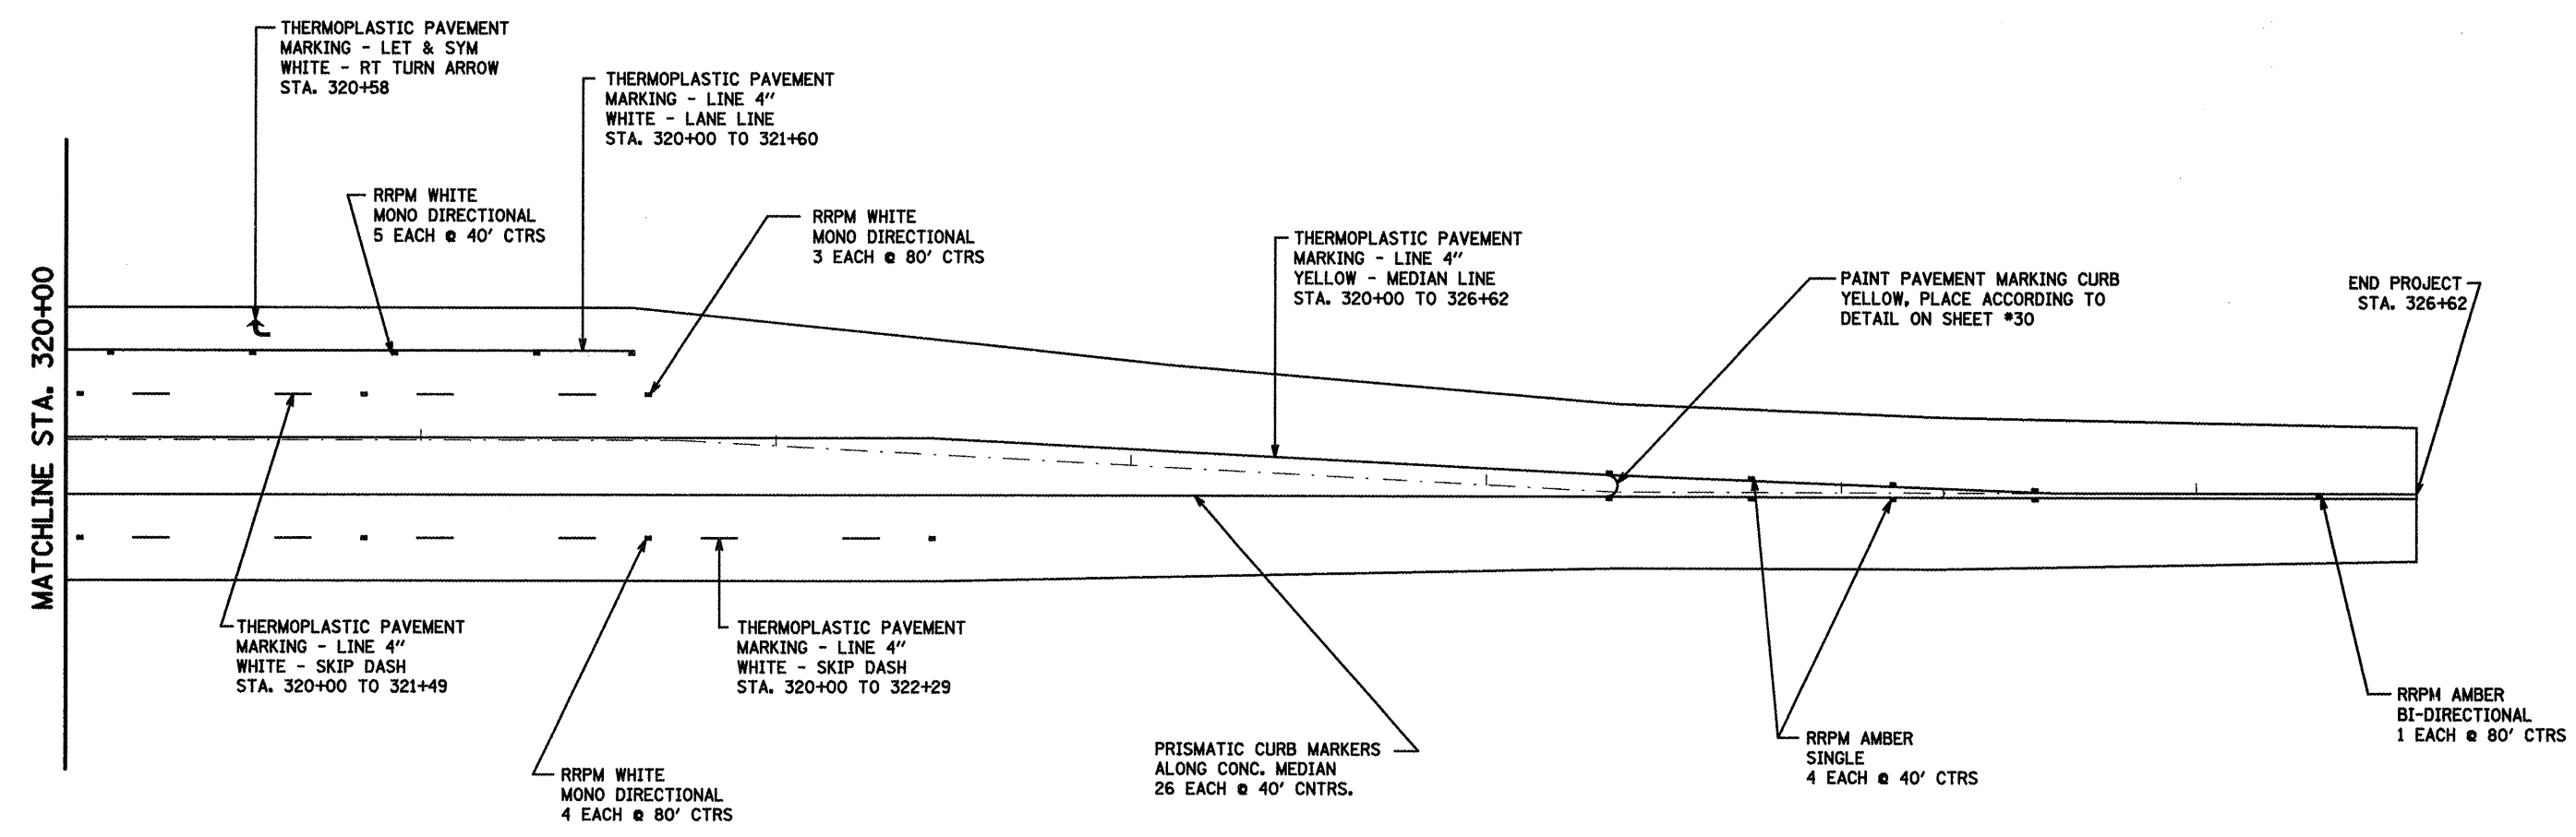 THERMOPLASTIC PAVEMENT
MARKING - LET & SYM
WHITE - RT TURN ARROW
STA. 320+58
THERMOPLASTIC PAVEMENT
MARKING - LINE 4"
WHITE - LANE LINE
STA. 320+00 TO 321+60
RRPM WHITE
MONO DIRECTIONAL
5 EACH @ 40' CTRS
RRPM WHITE
MONO DIRECTIONAL
3 EACH @ 80' CTRS
THERMOPLASTIC PAVEMENT
MARKING - LINE 4"
YELLOW - MEDIAN LINE
STA. 320+00 TO 326+62
PAINT PAVEMENT MARKING CURB
YELLOW, PLACE ACCORDING TO
DETAIL ON SHEET #30
END PROJECT
STA. 326+62
MATCHLINE STA. 320+00
THERMOPLASTIC PAVEMENT
MARKING - LINE 4"
WHITE - SKIP DASH
STA. 320+00 TO 321+49
THERMOPLASTIC PAVEMENT
MARKING - LINE 4"
WHITE - SKIP DASH
STA. 320+00 TO 322+29
RRPM WHITE
MONO DIRECTIONAL
4 EACH @ 80' CTRS
PRISMATIC CURB MARKERS
ALONG CONC. MEDIAN
26 EACH @ 40' CNTRS.
RRPM AMBER
SINGLE
4 EACH @ 40' CTRS
RRPM AMBER
BI-DIRECTIONAL
1 EACH @ 80' CTRS